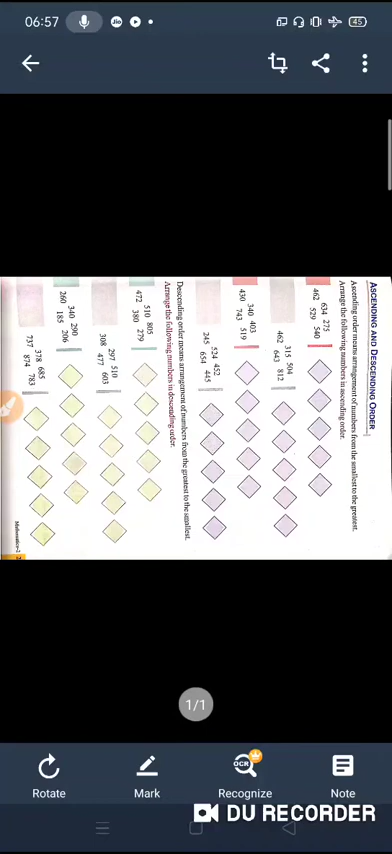 06:57
Jio
45
ASCENDING AND DESCENDING ORDER
Ascending order means arrangement of numbers from the smallest to the greatest.
Arrange the following numbers in ascending order.
634 275
462 529 540
315 504
462 643 812
340 403
430 743 519
524 452
245 654 445
Descending order means arrangement of numbers from the greatest to the smallest.
Arrange the following numbers in descending order.
510 805
472 380 279
297 510
308 477 603
340 290
260 185 206
378 685
737 874 783
Mathematics-2
1/1
OCR
Rotate
Mark
Recognize
Note
DU RECORDER